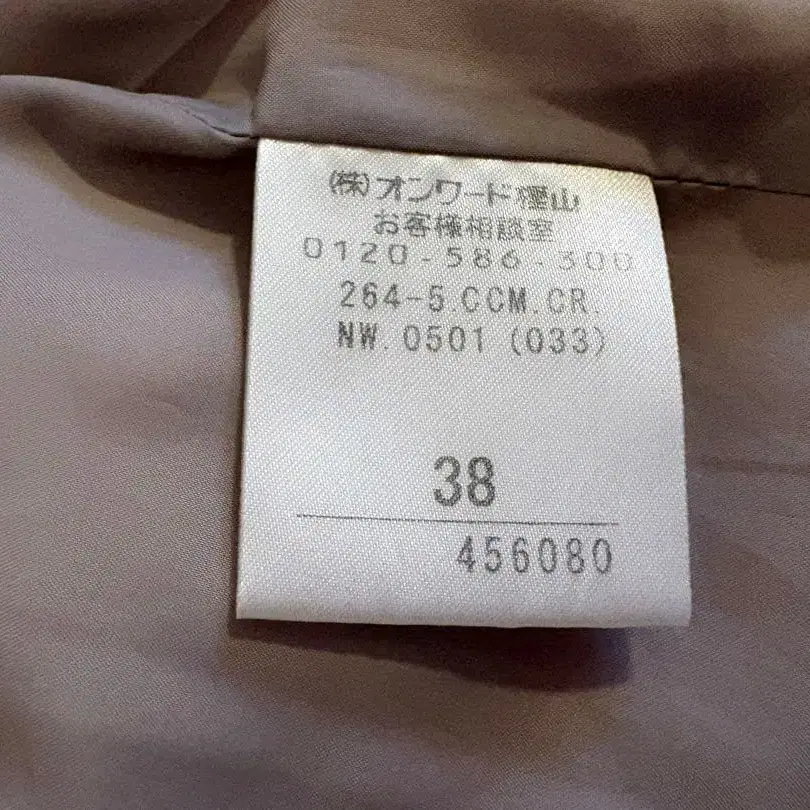 (株)オンワード樫山
お客様相談室
0120-586-300
264-5.CCM.CR.
NW.0501(033)
38
456080